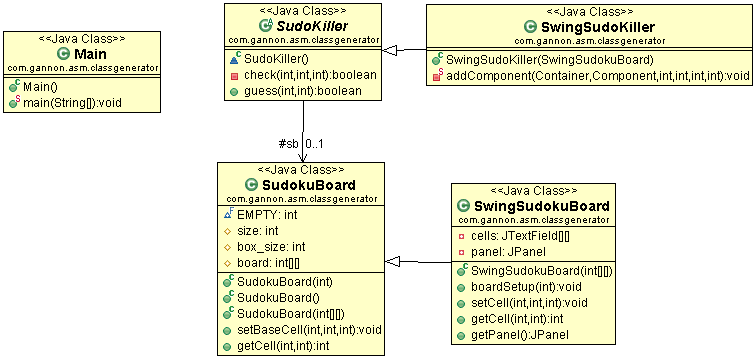 <<Java Class>>
Main
com.gannon.asm.classgenerator
Main()
main(String[]):void
<<Java Class>>
SudoKiller
com.gannon.asm.classgenerator
SudoKiller()
check(int,int,int):boolean
guess(int,int):boolean
<<Java Class>>
SwingSudoKiller
com.gannon.asm.classgenerator
SwingSudoKiller(SwingSudokuBoard)
addComponent(Container,Component,int,int,int,int):void
#sb 0..1
<<Java Class>>
SudokuBoard
com.gannon.asm.classgenerator
EMPTY: int
size: int
box_size: int
board: int[][]
SudokuBoard(int)
SudokuBoard()
SudokuBoard(int[][])
setBaseCell(int,int,int):void
getCell(int,int):int
<<Java Class>>
SwingSudokuBoard
com.gannon.asm.classgenerator
cells: JTextField[][]
panel: JPanel
SwingSudokuBoard(int[][])
boardSetup(int):void
setCell(int,int,int):void
getCell(int,int):int
getPanel():JPanel